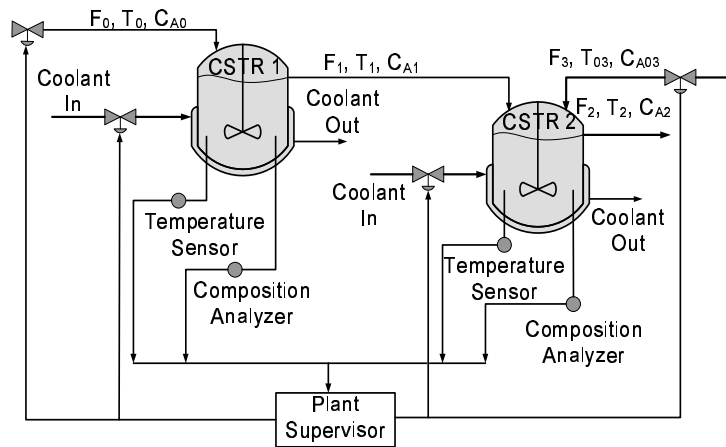 F0, T0, CA0
CSTR 1
Coolant
In
F1, T1, CA1
Coolant
Out
F3, T03, CA03
CSTR 2
F2, T2, CA2
Coolant
In
Coolant
Out
Temperature
Sensor
Composition
Analyzer
Temperature
Sensor
Composition
Analyzer
Plant
Supervisor